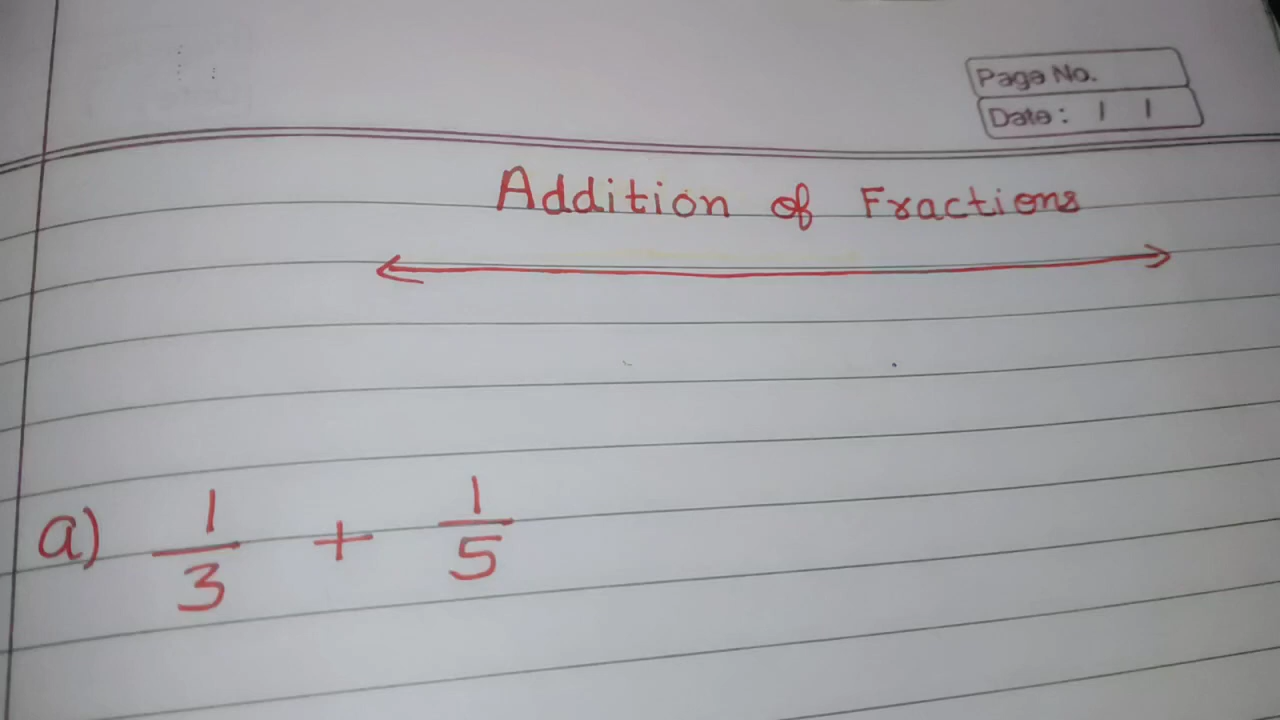 Page No.
Date: / /
Addition of Fractions
a) 1/3 + 1/5